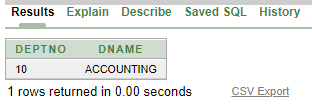 Results Explain Describe Saved SQL History
DEPTNO DNAME
10 ACCOUNTING
1 rows returned in 0.00 seconds CSV Export